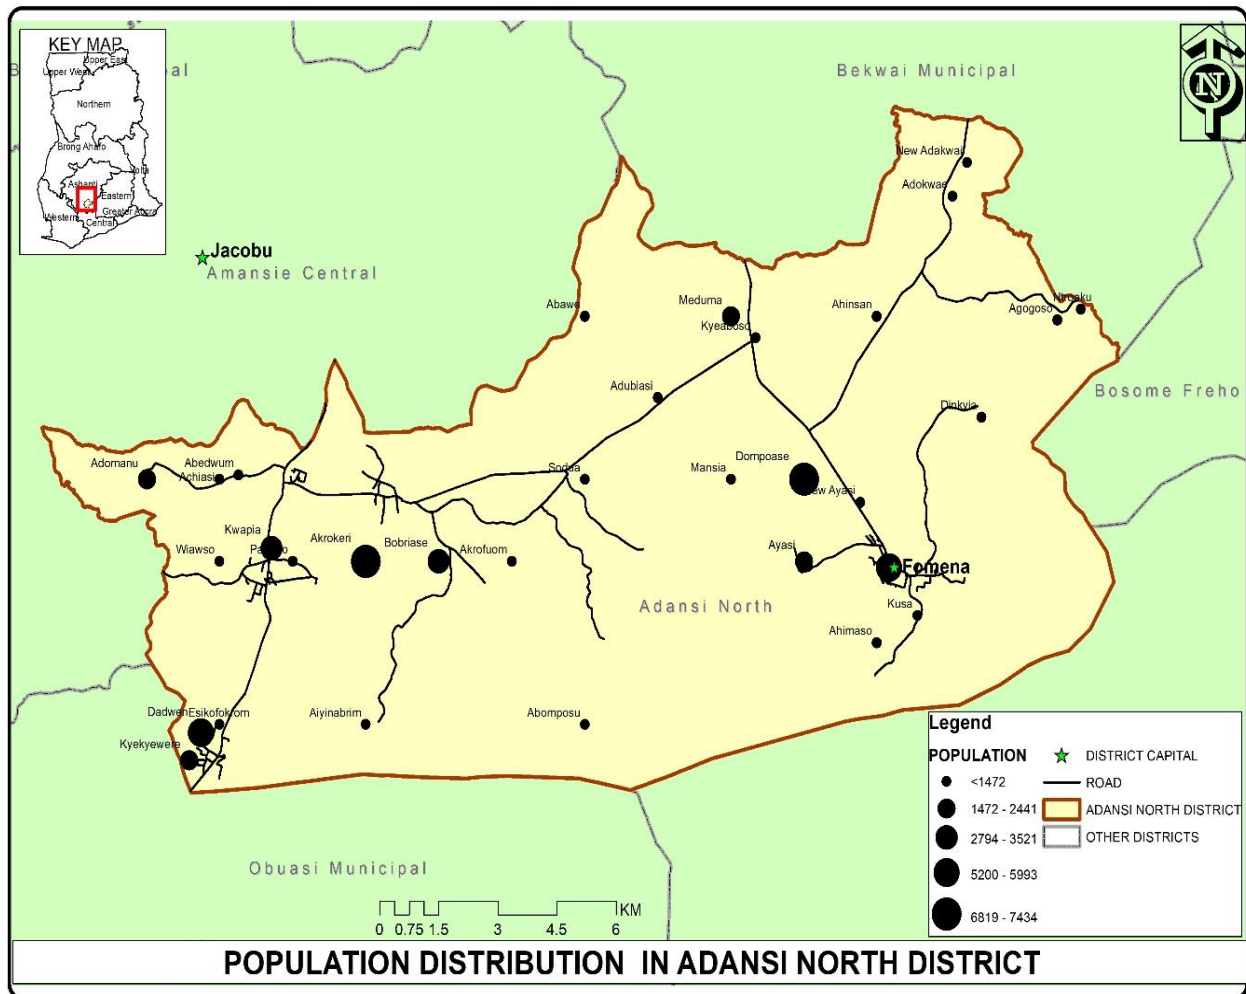 KEY MAP
Upper East
Upper West
Northern
Brong Ahafo
Volta
Ashanti
Eastern
Western
Greater Accra
Central
Bekwai Municipal
N
New Adakwai
Adokwae
Jacobu
Amansie Central
Abawe
Meduma
Ahinsan
Agogoso
Kyeaboso
Adubiasi
Bosome Freho
Dinkyia
Adomanu
Abedwum
Achiasi
Sodua
Mansia
Dompoase
New Ayasi
Kwapia
Akrokeri
Bobriase
Akrofuom
Wiawso
Ayasi
Fomena
Adansi North
Kusa
Ahimaso
Dadwen
Esikofokrom
Aiyinabrim
Abomposu
Kyekyewere
Obuasi Municipal
Legend
POPULATION
<1472
1472 - 2441
2794 - 3521
5200 - 5993
6819 - 7434
DISTRICT CAPITAL
ROAD
ADANSI NORTH DISTRICT
OTHER DISTRICTS
KM
0 0.75 1.5 3 4.5 6
POPULATION DISTRIBUTION IN ADANSI NORTH DISTRICT